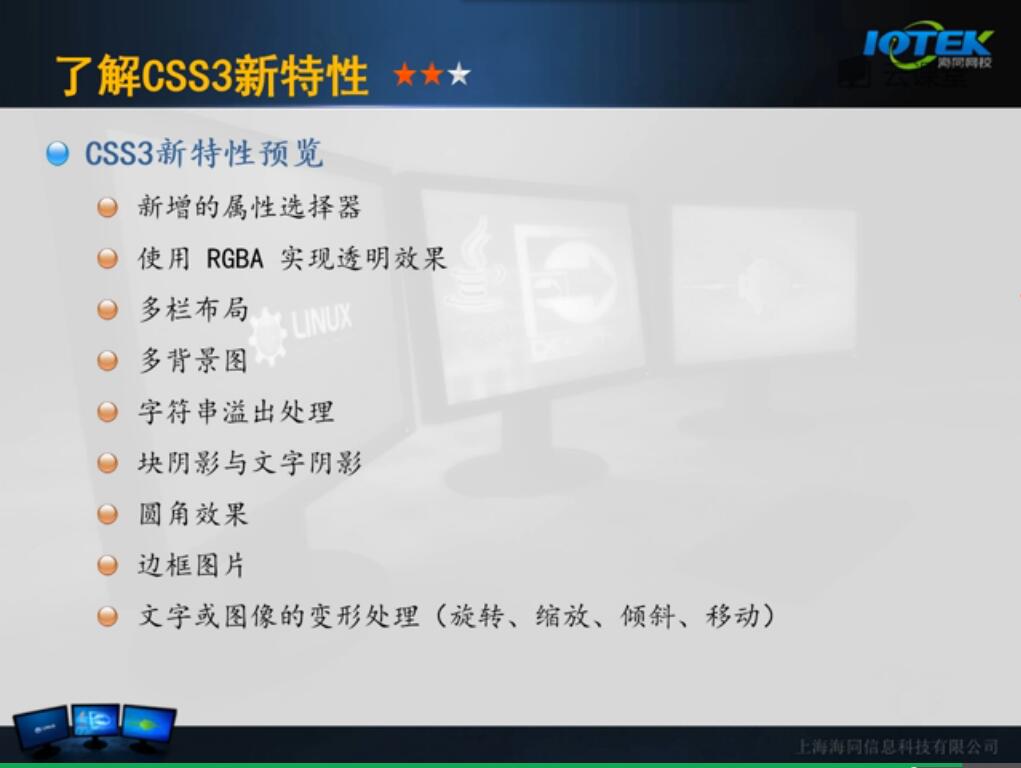 了解CSS3新特性
IOTEK
海同网校
云课堂
CSS3新特性预览
新增的属性选择器
使用 RGBA 实现透明效果
多栏布局
LINUX
多背景图
字符串溢出处理
块阴影与文字阴影
圆角效果
边框图片
文字或图像的变形处理（旋转、缩放、倾斜、移动）
上海海同信息科技有限公司